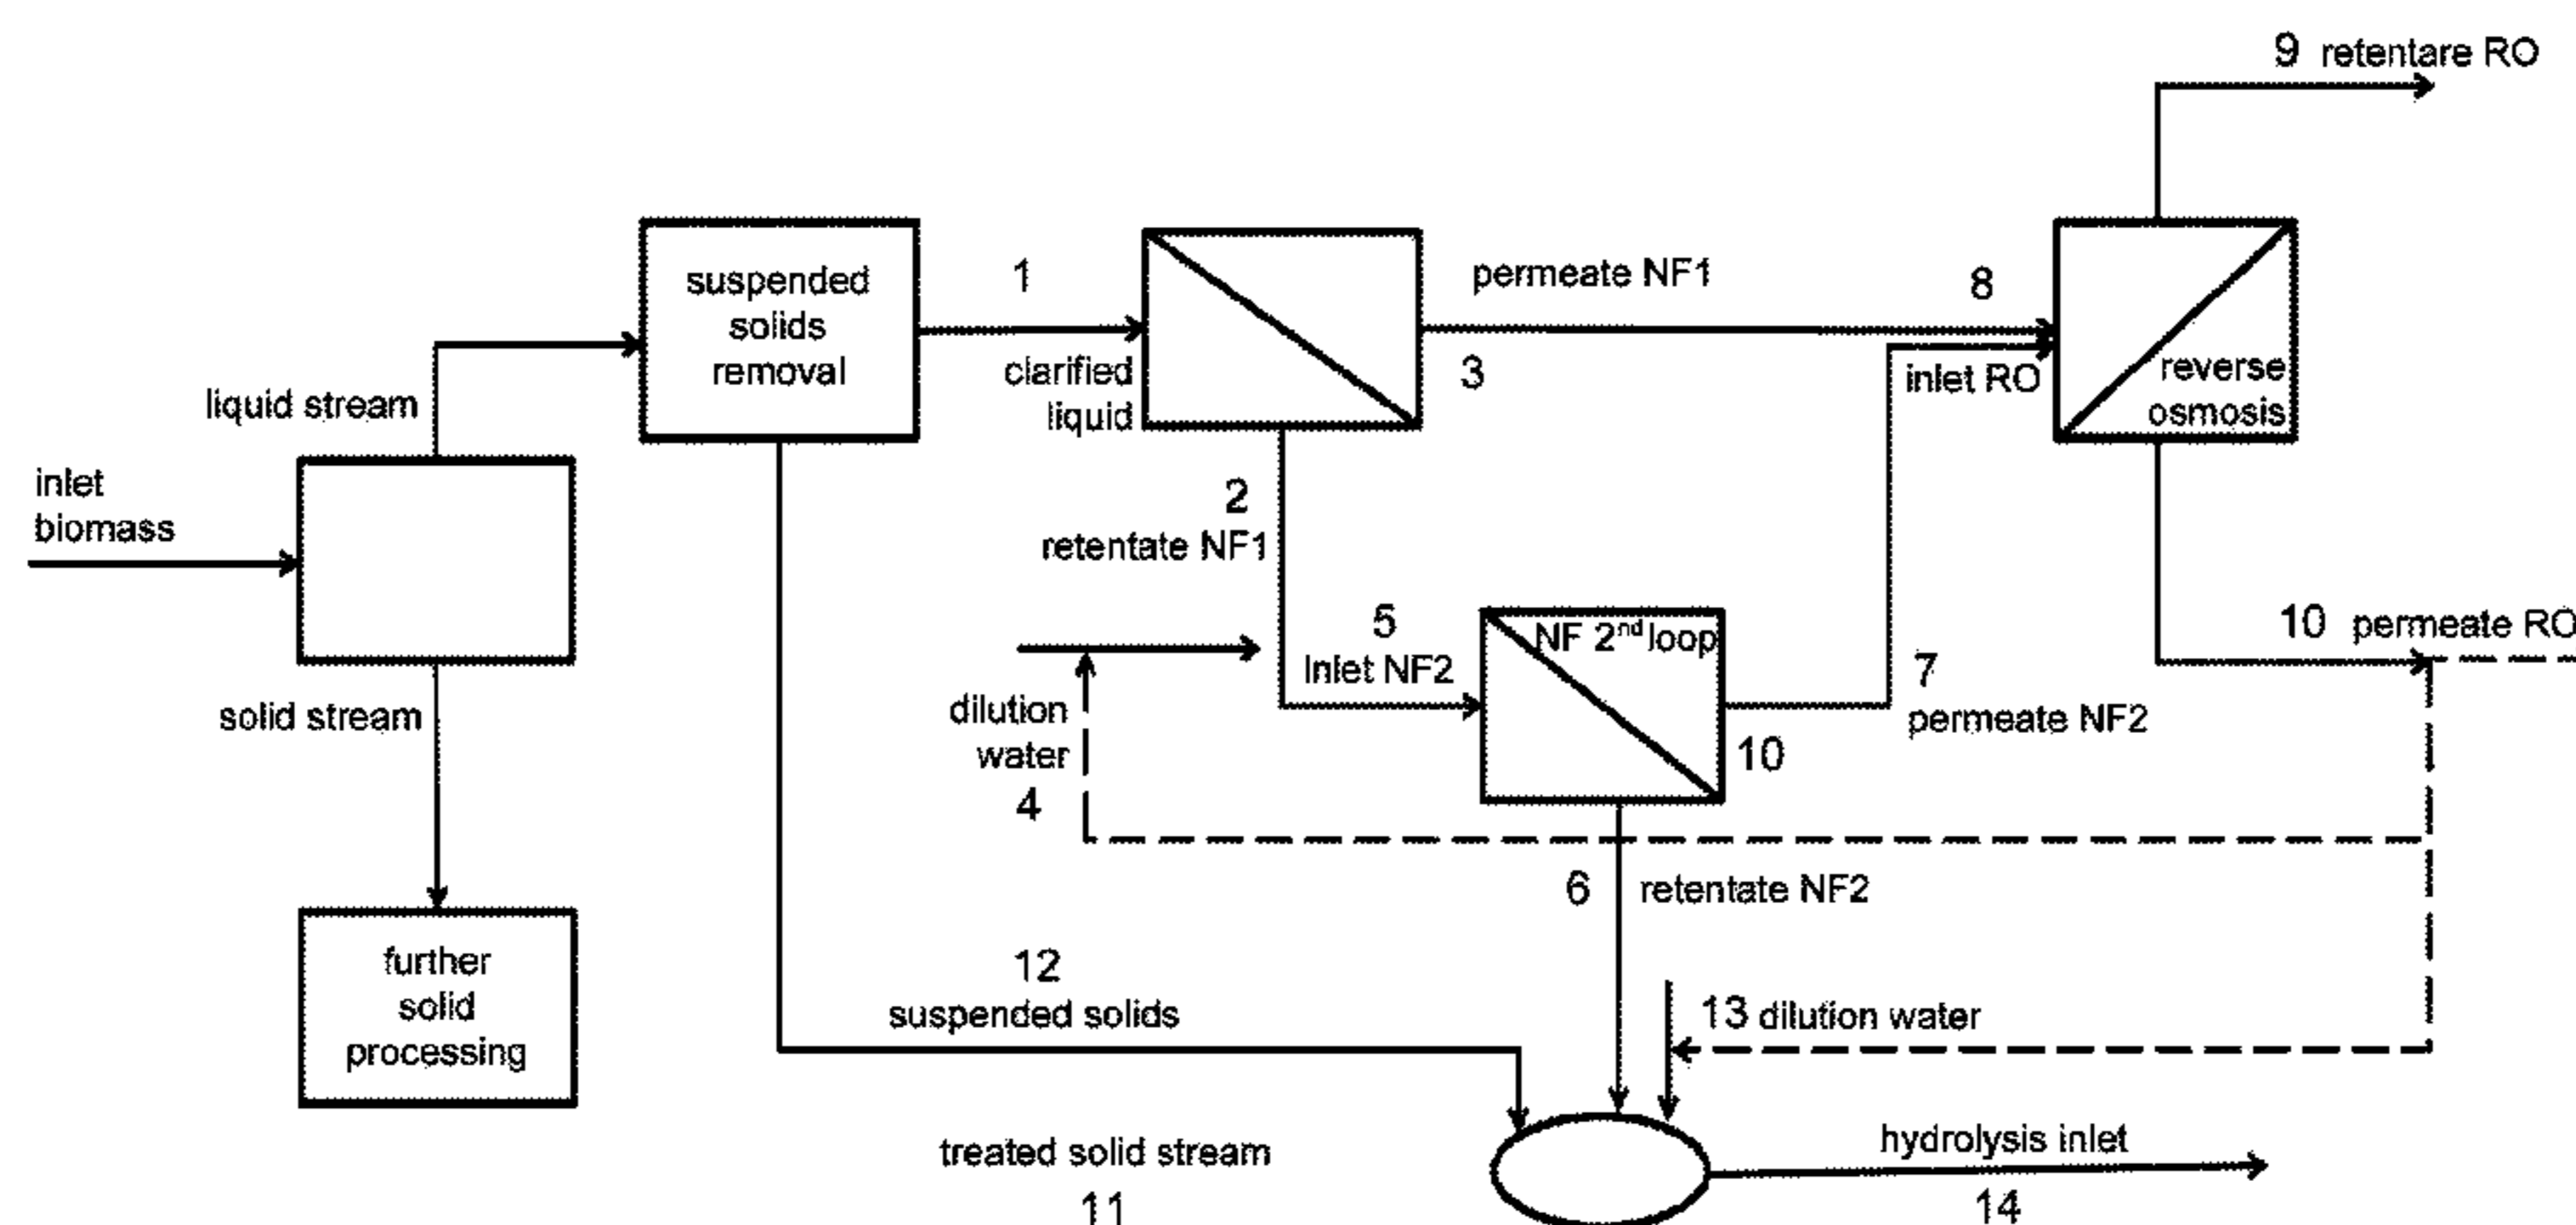 9 retentare RO
suspended
solids
removal
1
clarified
liquid
permeate NF1
3
8
inlet RO
reverse
osmosis
liquid stream
inlet
biomass
2
retentate NF1
solid stream
5
Inlet NF2
NF 2nd loop
10
7
permeate NF2
10 permeate RO
dilution
water
4
6 retentate NF2
further
solid
processing
12
suspended solids
13 dilution water
treated solid stream
11
hydrolysis inlet
14